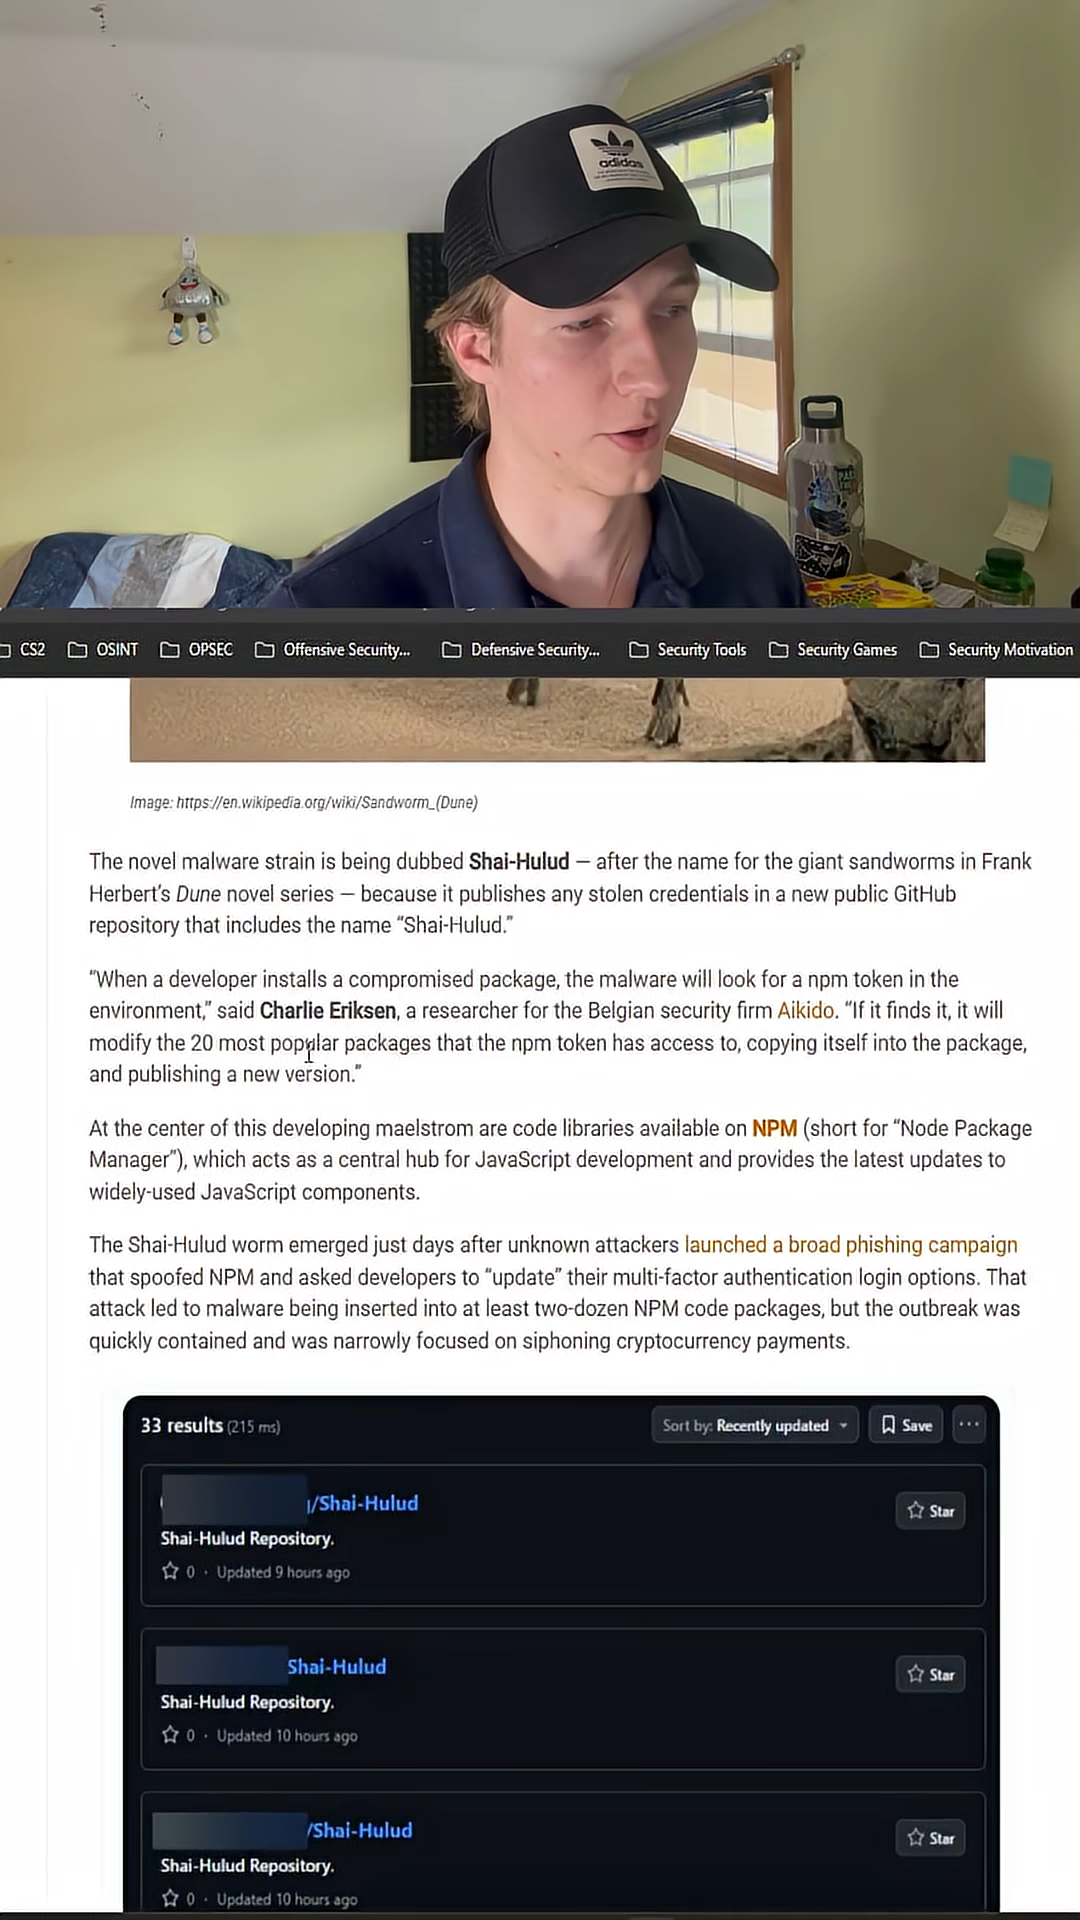 adidas
CS2
OSINT
OPSEC
Offensive Security...
Defensive Security...
Security Tools
Security Games
Security Motivation
Image: https://en.wikipedia.org/wiki/Sandworm_(Dune)
The novel malware strain is being dubbed Shai-Hulud — after the name for the giant sandworms in Frank
Herbert's Dune novel series — because it publishes any stolen credentials in a new public GitHub
repository that includes the name “Shai-Hulud.”
“When a developer installs a compromised package, the malware will look for a npm token in the
environment,” said Charlie Eriksen, a researcher for the Belgian security firm Aikido. “If it finds it, it will
modify the 20 most popular packages that the npm token has access to, copying itself into the package,
and publishing a new version.”
At the center of this developing maelstrom are code libraries available on NPM (short for “Node Package
Manager”), which acts as a central hub for JavaScript development and provides the latest updates to
widely-used JavaScript components.
The Shai-Hulud worm emerged just days after unknown attackers launched a broad phishing campaign
that spoofed NPM and asked developers to “update” their multi-factor authentication login options. That
attack led to malware being inserted into at least two-dozen NPM code packages, but the outbreak was
quickly contained and was narrowly focused on siphoning cryptocurrency payments.
33 results (215 ms)
Sort by: Recently updated
Save
/Shai-Hulud
Star
Shai-Hulud Repository.
0 · Updated 9 hours ago
Shai-Hulud
Star
Shai-Hulud Repository.
0 · Updated 10 hours ago
/Shai-Hulud
Star
Shai-Hulud Repository.
0 · Updated 10 hours ago